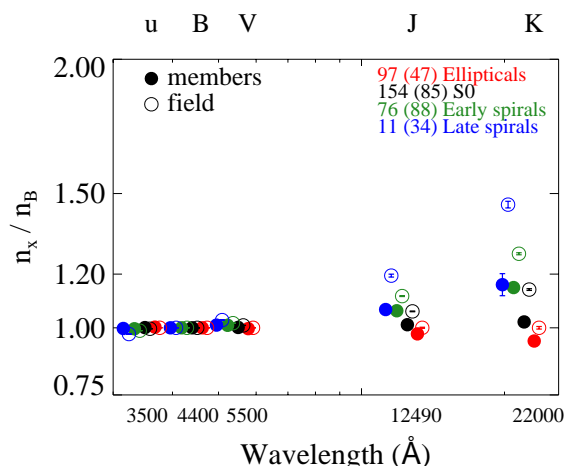 u B V J K
2.00
members
field
97 (47) Ellipticals
154 (85) S0
76 (88) Early spirals
11 (34) Late spirals
1.50
n_x / n_B
1.20
1.00
0.75
3500 4400 5500 12490 22000
Wavelength (Å)